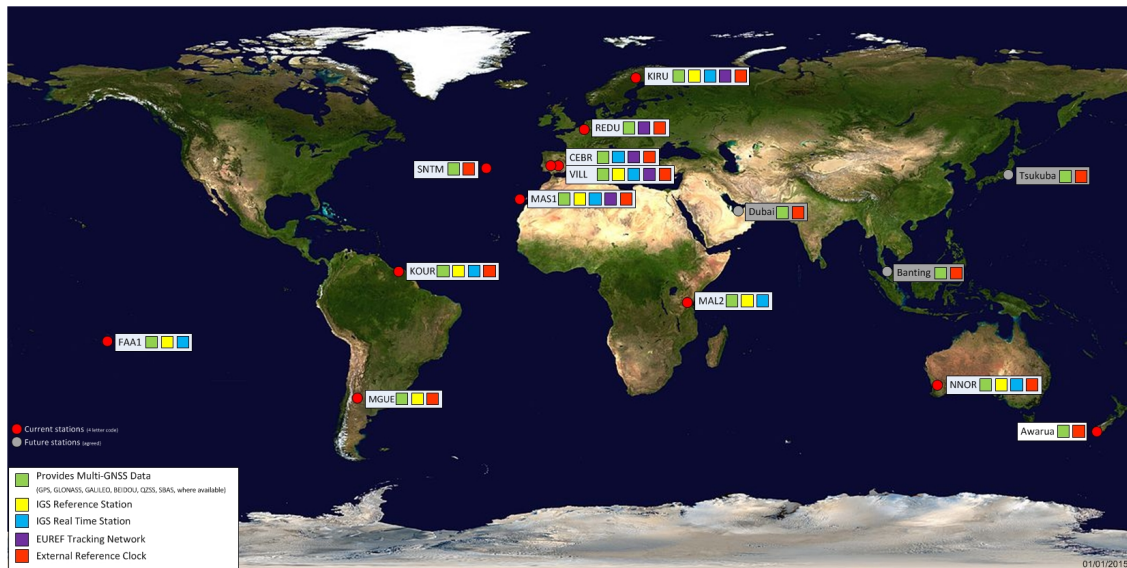 KIRU
REDU
CEBR
SNTM
VILL
Tsukuba
MAS1
Dubai
KOUR
Banting
MAL2
FAA1
NNOR
MGUE
Current stations (4 letter code)
Awarua
Future stations (agreed)
Provides Multi-GNSS Data
(GPS, GLONASS, GALILEO, BEIDOU, QZSS, SBAS, where available)
IGS Reference Station
IGS Real Time Station
EUREF Tracking Network
External Reference Clock
01/01/2015